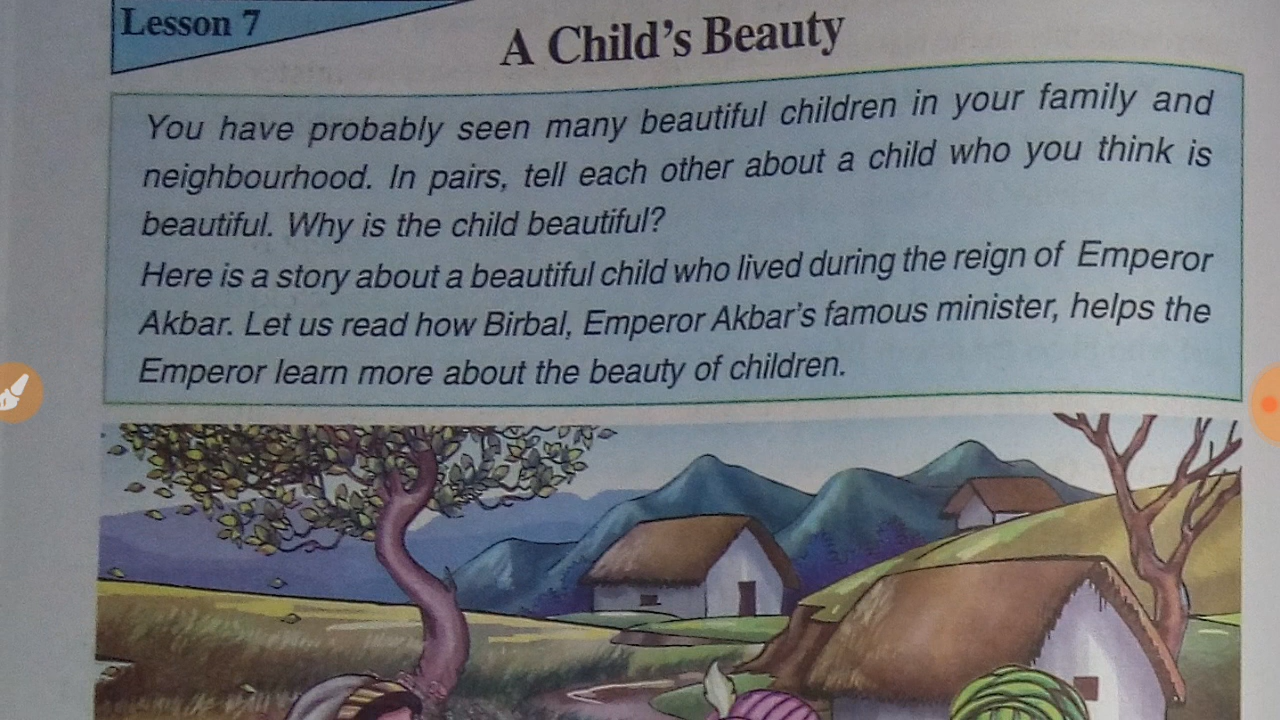 Lesson 7
A Child's Beauty
You have probably seen many beautiful children in your family and
neighbourhood. In pairs, tell each other about a child who you think is
beautiful. Why is the child beautiful?
Here is a story about a beautiful child who lived during the reign of Emperor
Akbar. Let us read how Birbal, Emperor Akbar's famous minister, helps the
Emperor learn more about the beauty of children.